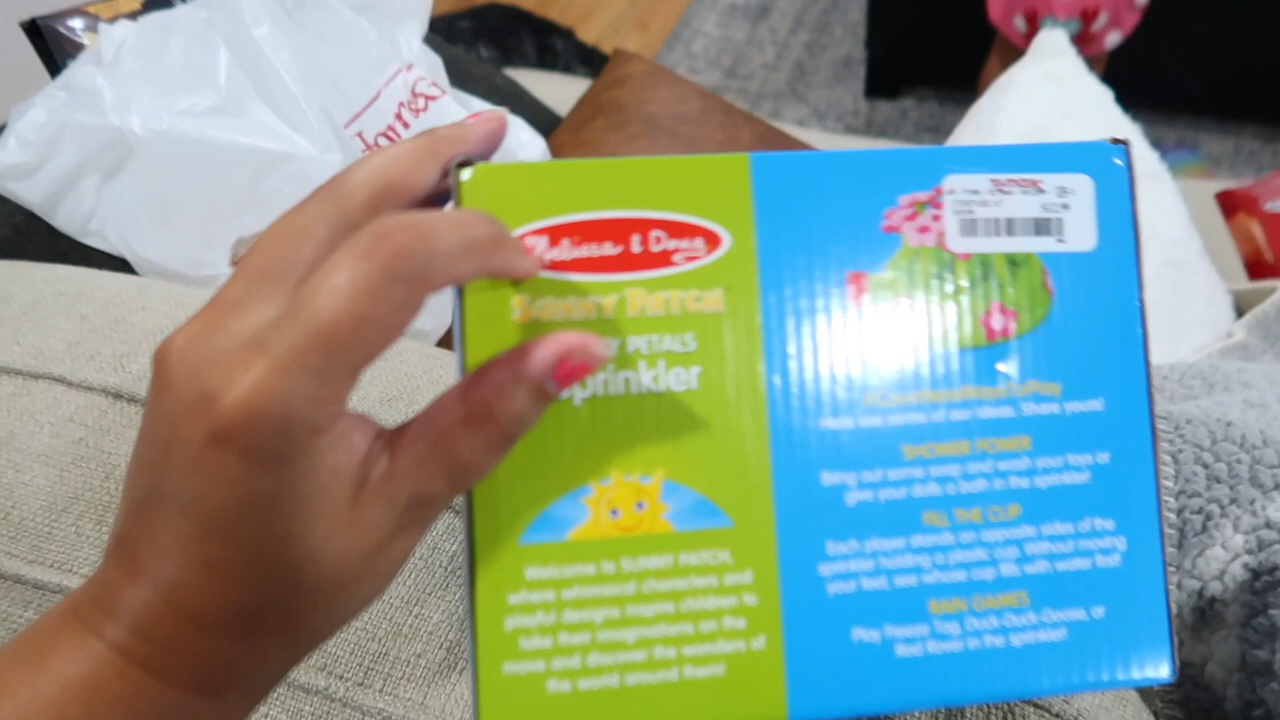 Melissa & Doug
SUNNY PATCH
PETALS
Sprinkler
Welcome to SUNNY PATCH,
where whimsical characters and
playful designs inspire children to
take their imaginations on the
move and discover the wonders of
the world around them!
Here are some of our ideas. Share yours!
SHOWER POWER
Bring out some soap and wash your toys or
give your dolls a bath in the sprinkler!
FILL THE CUP
Each player stands on opposite sides of the
sprinkler holding a plastic cup. Without moving
your feet, see whose cup fills with water first!
RAIN GAMES
Play Freeze Tag, Duck-Duck-Goose, or
Red Rover in the sprinkler!